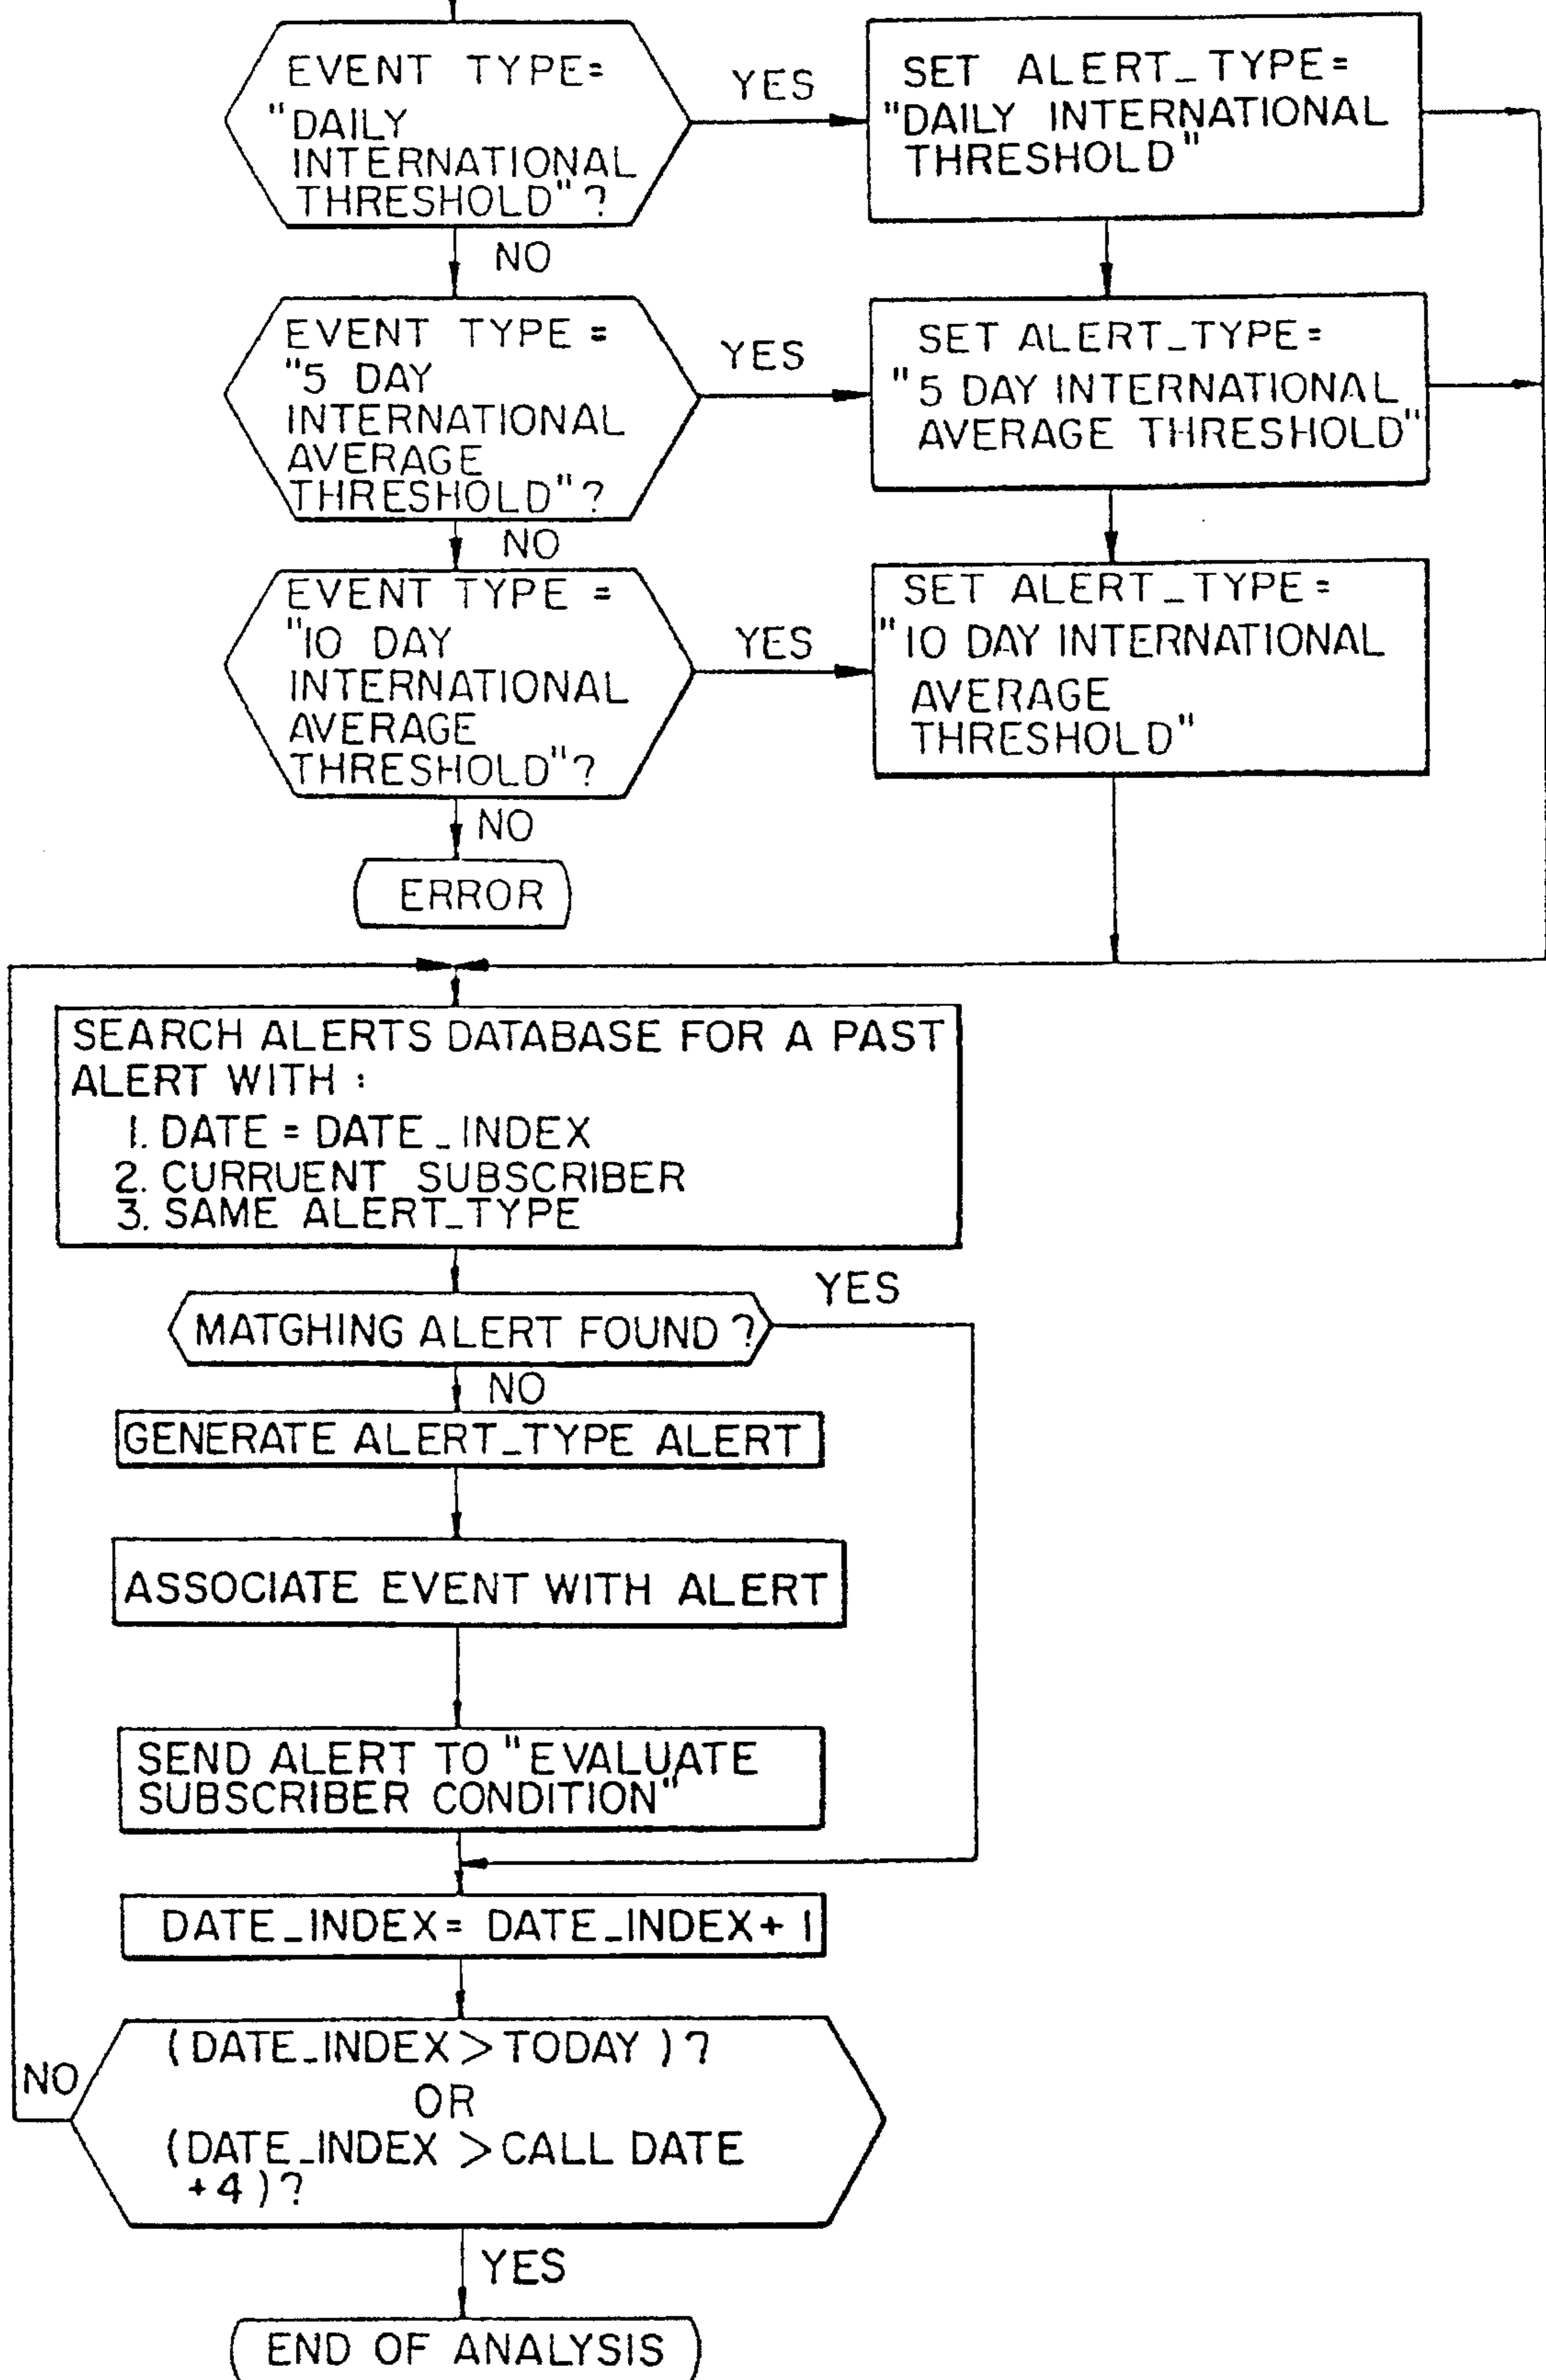 EVENT TYPE=
"DAILY
INTERNATIONAL
THRESHOLD"?
YES
SET ALERT_TYPE=
"DAILY INTERNATIONAL
THRESHOLD"
NO
EVENT TYPE =
"5 DAY
INTERNATIONAL
AVERAGE
THRESHOLD"?
YES
SET ALERT_TYPE=
"5 DAY INTERNATIONAL
AVERAGE THRESHOLD"
NO
EVENT TYPE =
"10 DAY
INTERNATIONAL
AVERAGE
THRESHOLD"?
YES
SET ALERT_TYPE=
"10 DAY INTERNATIONAL
AVERAGE
THRESHOLD"
NO
ERROR
SEARCH ALERTS DATABASE FOR A PAST
ALERT WITH :
1. DATE = DATE_INDEX
2. CURRUENT SUBSCRIBER
3. SAME ALERT_TYPE
MATGHING ALERT FOUND ?
YES
NO
GENERATE ALERT_TYPE ALERT
ASSOCIATE EVENT WITH ALERT
SEND ALERT TO "EVALUATE
SUBSCRIBER CONDITION"
DATE_INDEX= DATE_INDEX+ 1
(DATE_INDEX > TODAY )?
OR
(DATE_INDEX > CALL DATE
+4)?
NO
YES
END OF ANALYSIS